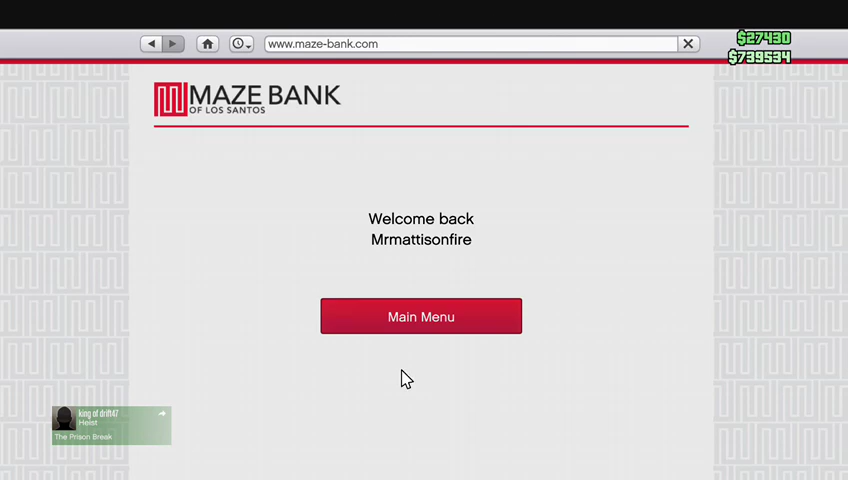 www.maze-bank.com
$27430
$739534
MAZE BANK
OF LOS SANTOS
Welcome back
Mrmattisonfire
Main Menu
king of drift47
Heist
The Prison Break